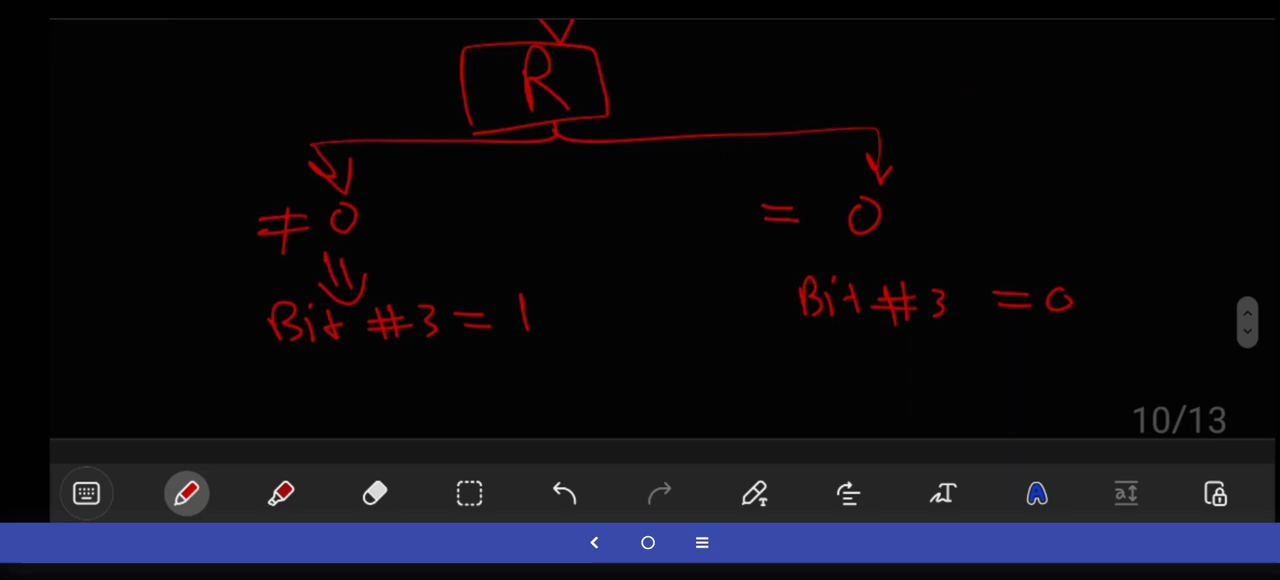 R
≠ 0
= 0
Bit #3 = 1
Bit #3 = 0
10/13